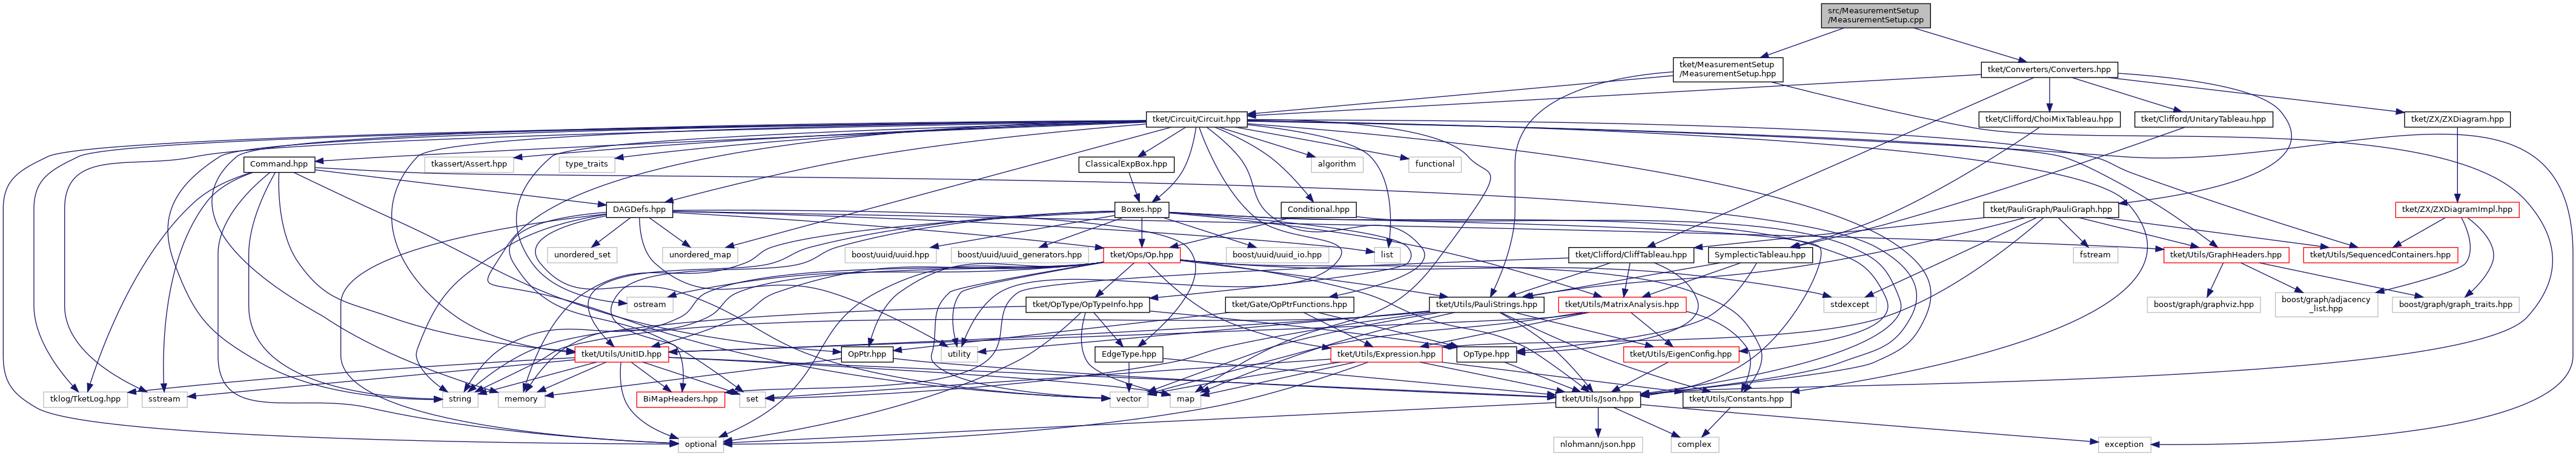 src/MeasurementSetup
/MeasurementSetup.cpp
tket/MeasurementSetup
/MeasurementSetup.hpp
tket/Converters/Converters.hpp
tket/Circuit/Circuit.hpp
tket/Clifford/ChoiMixTableau.hpp
tket/Clifford/UnitaryTableau.hpp
tket/ZX/ZXDiagram.hpp
Command.hpp
tkassert/Assert.hpp
type_traits
ClassicalExpBox.hpp
algorithm
functional
DAGDefs.hpp
Boxes.hpp
Conditional.hpp
tket/PauliGraph/PauliGraph.hpp
tket/ZX/ZXDiagramImpl.hpp
unordered_set
unordered_map
boost/uuid/uuid.hpp
boost/uuid/uuid_generators.hpp
tket/Ops/Op.hpp
boost/uuid/uuid_io.hpp
list
tket/Clifford/CliffTableau.hpp
SymplecticTableau.hpp
fstream
tket/Utils/GraphHeaders.hpp
tket/Utils/SequencedContainers.hpp
ostream
tket/OpType/OpTypeInfo.hpp
tket/Gate/OpPtrFunctions.hpp
tket/Utils/PauliStrings.hpp
tket/Utils/MatrixAnalysis.hpp
stdexcept
boost/graph/graphviz.hpp
boost/graph/adjacency
_list.hpp
boost/graph/graph_traits.hpp
tket/Utils/UnitID.hpp
OpPtr.hpp
utility
EdgeType.hpp
tket/Utils/Expression.hpp
OpType.hpp
tket/Utils/EigenConfig.hpp
tklog/TketLog.hpp
sstream
string
memory
BiMapHeaders.hpp
set
vector
map
tket/Utils/Json.hpp
tket/Utils/Constants.hpp
optional
nlohmann/json.hpp
complex
exception